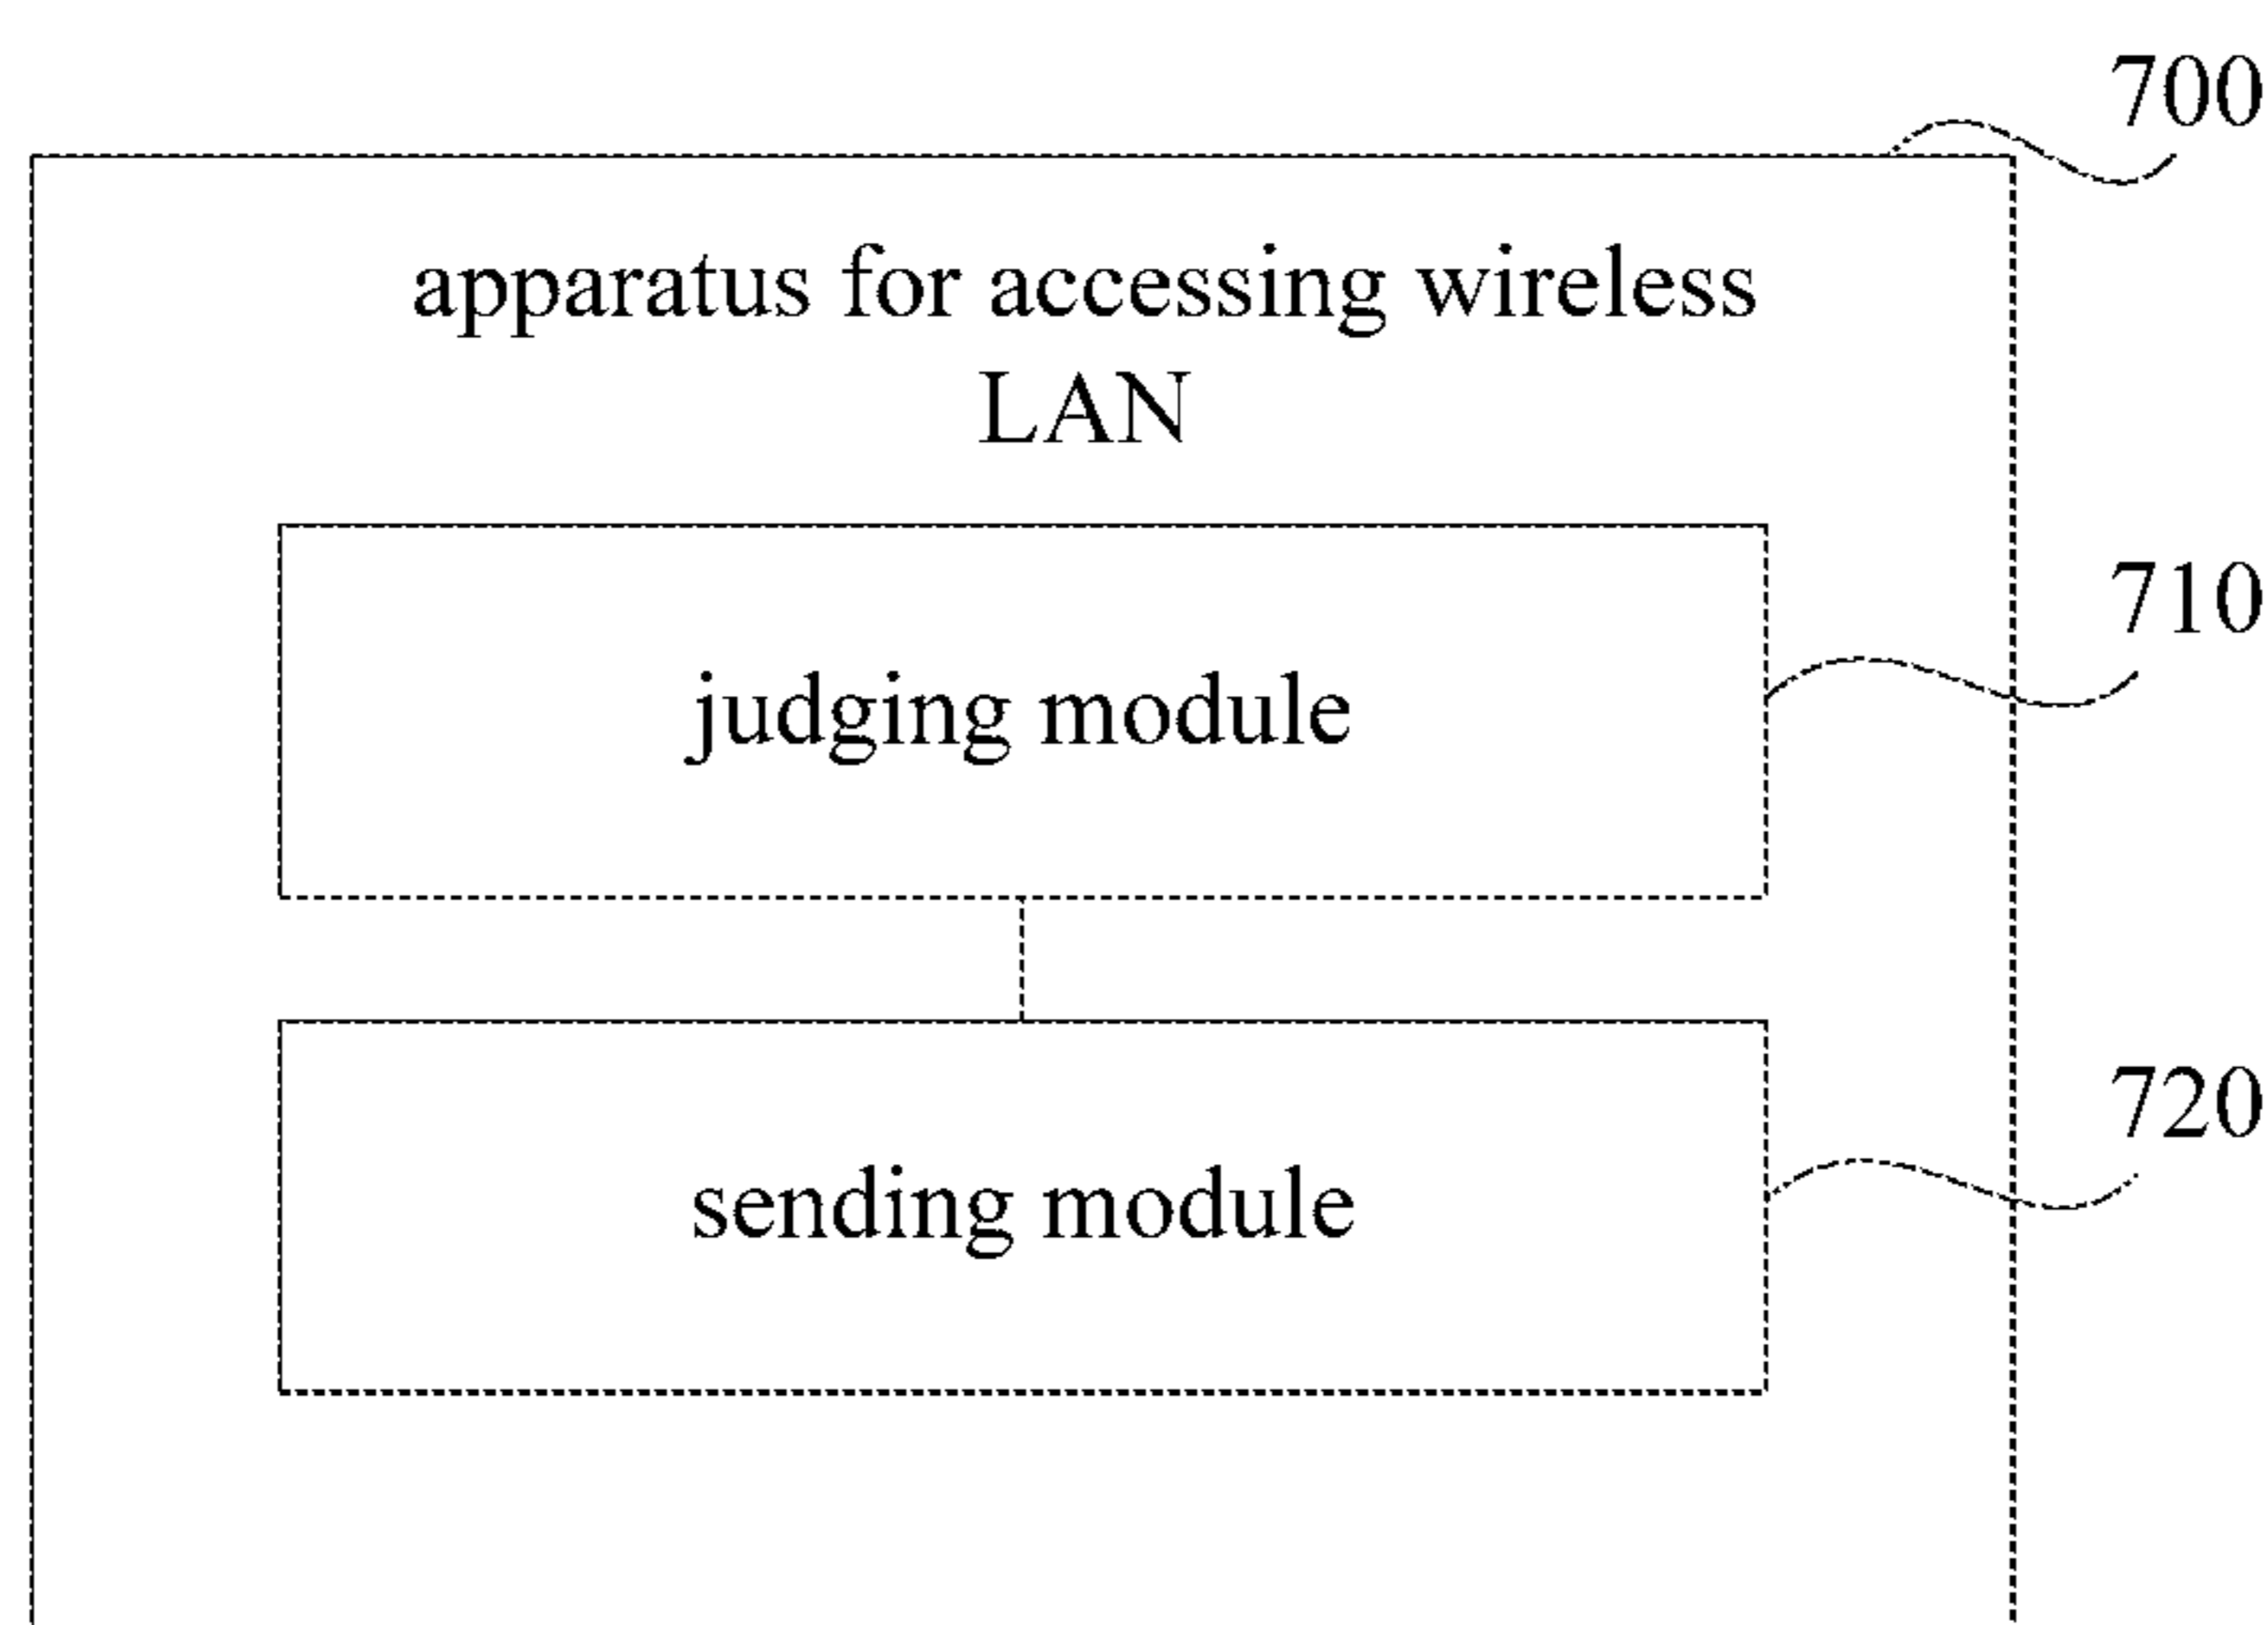 700
apparatus for accessing wireless
LAN
710
judging module
720
sending module